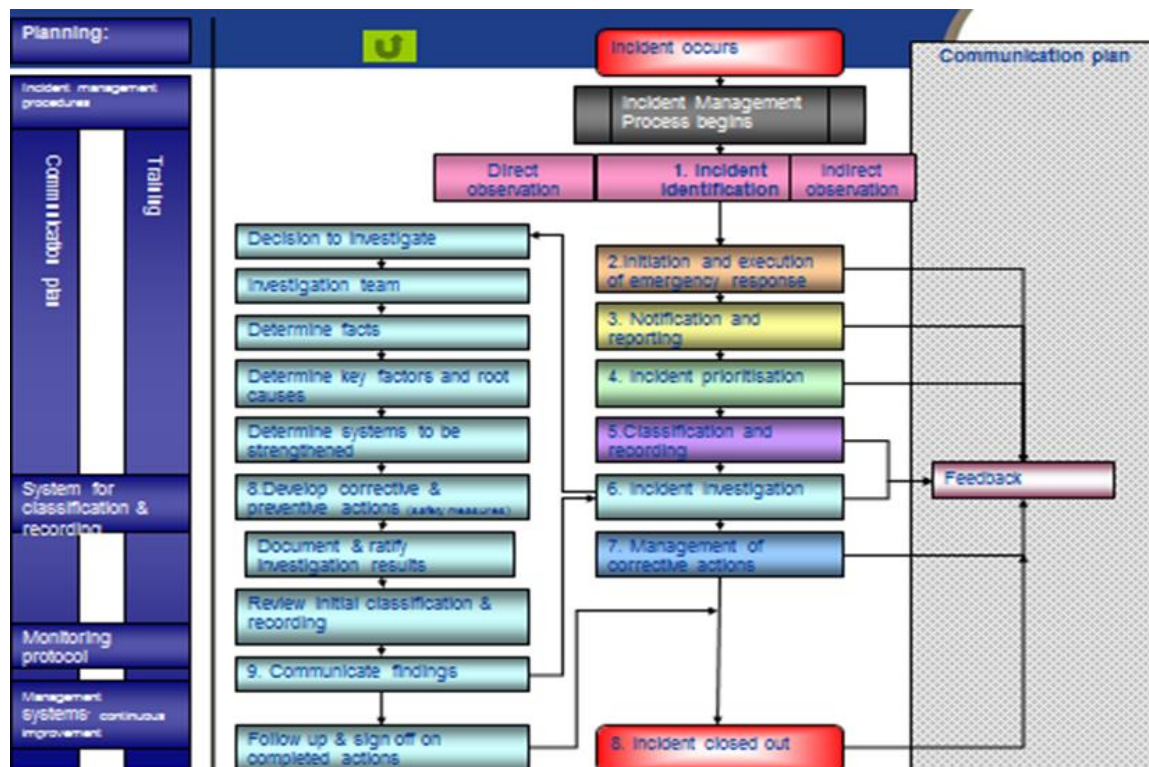 Planning:
Incident management
procedures
Communication plan
Training
System for
classification &
recording
Monitoring
protocol
Management
systems- continuous
improvement
Incident occurs
Incident Management
Process begins
Direct
observation
1. Incident
identification
Indirect
observation
2.Initiation and execution
of emergency response
3. Notification and
reporting
4. Incident prioritisation
5.Classification and
recording
6. Incident investigation
7. Management of
corrective actions
8. Incident closed out
Decision to investigate
Investigation team
Determine facts
Determine key factors and root
causes
Determine systems to be
strengthened
8.Develop corrective &
preventive actions (safety measures)
Document & ratify
investigation results
Review initial classification &
recording
9. Communicate findings
Follow up & sign off on
completed actions
Communication plan
Feedback